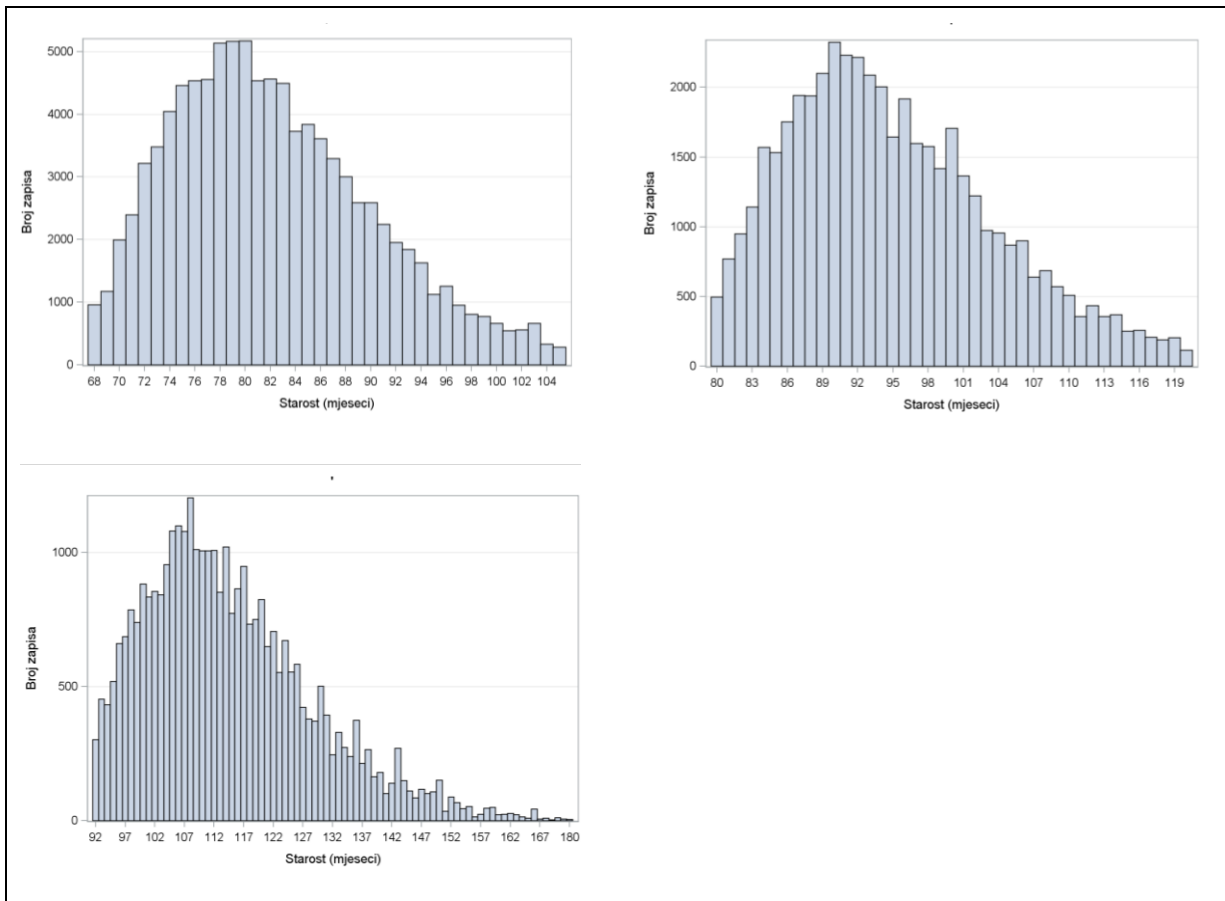 5000
4000
3000
2000
1000
0
Broj zapisa
68 70 72 74 76 78 80 82 84 86 88 90 92 94 96 98 100 102 104
Starost (mjeseci)
2000
1500
1000
500
0
Broj zapisa
80 83 86 89 92 95 98 101 104 107 110 113 116 119
Starost (mjeseci)
1000
500
0
Broj zapisa
92 97 102 107 112 117 122 127 132 137 142 147 152 157 162 167 180
Starost (mjeseci)